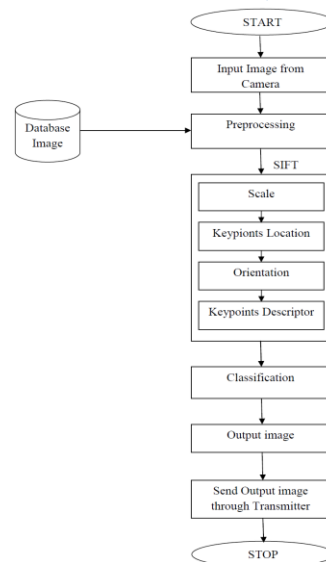 START
Input Image from
Camera
Database
Image
Preprocessing
SIFT
Scale
Keypionts Location
Orientation
Keypoints Descriptor
Classification
Output image
Send Output image
through Transmitter
STOP